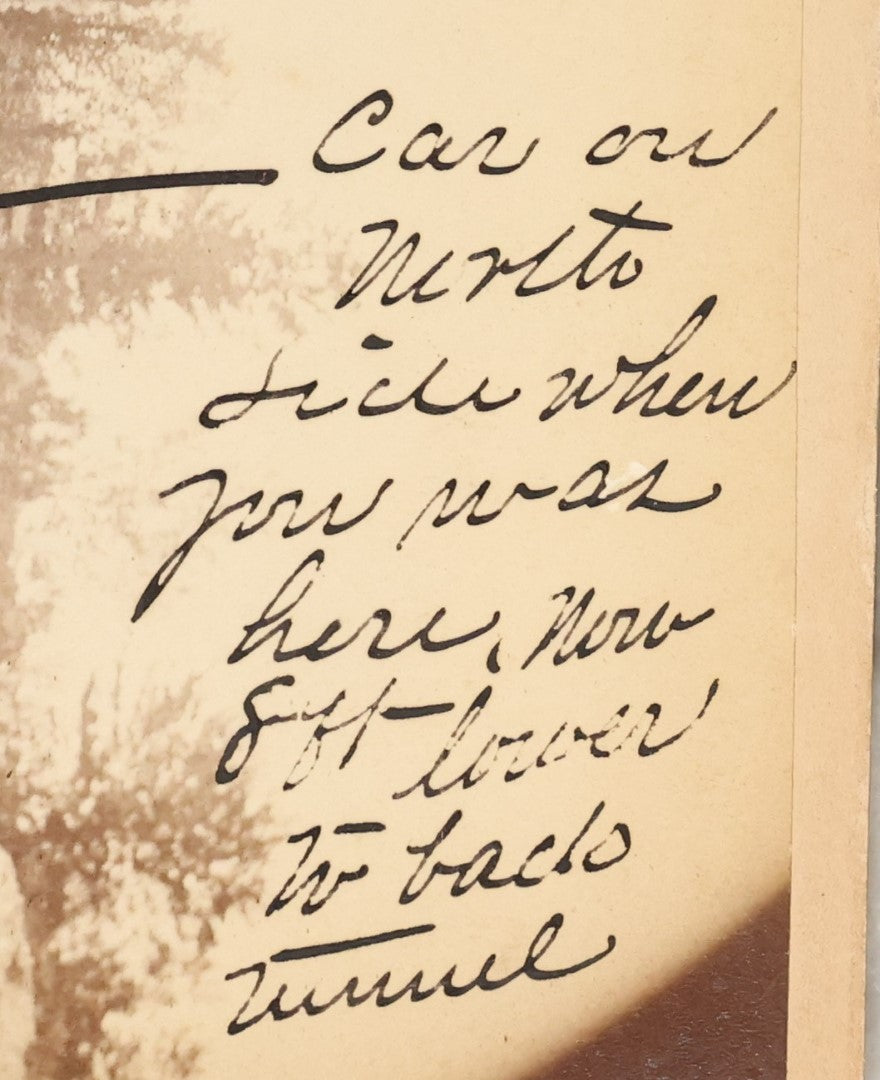 Car on
North
side when
you was
here, Now
8 ft lower
to back
tunnel